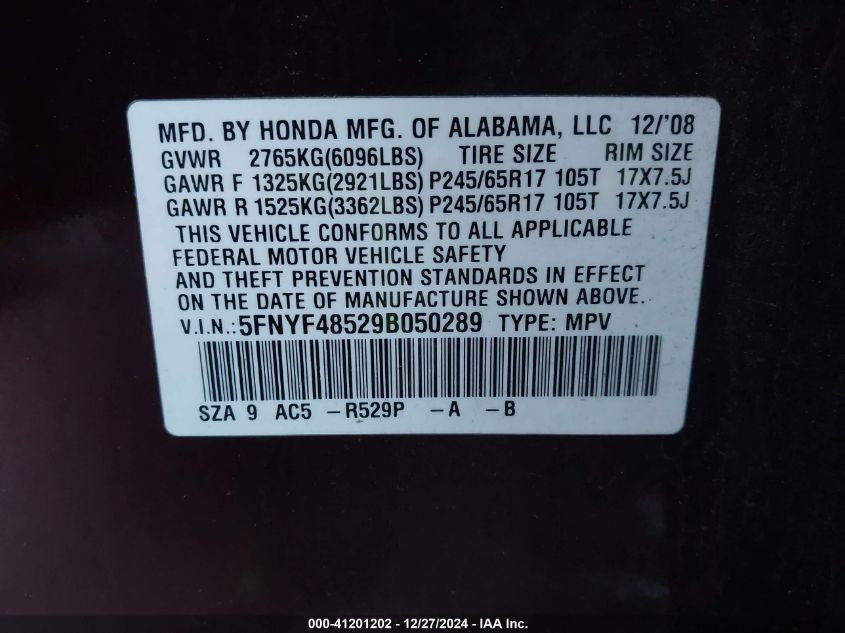 MFD. BY HONDA MFG. OF ALABAMA, LLC 12/'08
GVWR 2765KG(6096LBS) TIRE SIZE RIM SIZE
GAWR F 1325KG(2921LBS) P245/65R17 105T 17X7.5J
GAWR R 1525KG(3362LBS) P245/65R17 105T 17X7.5J
THIS VEHICLE CONFORMS TO ALL APPLICABLE
FEDERAL MOTOR VEHICLE SAFETY
AND THEFT PREVENTION STANDARDS IN EFFECT
ON THE DATE OF MANUFACTURE SHOWN ABOVE.
V.I.N.:5FNYF48529B050289 TYPE: MPV
SZA 9 AC5 -R529P -A -B
000-41201202 - 12/27/2024 - IAA Inc.